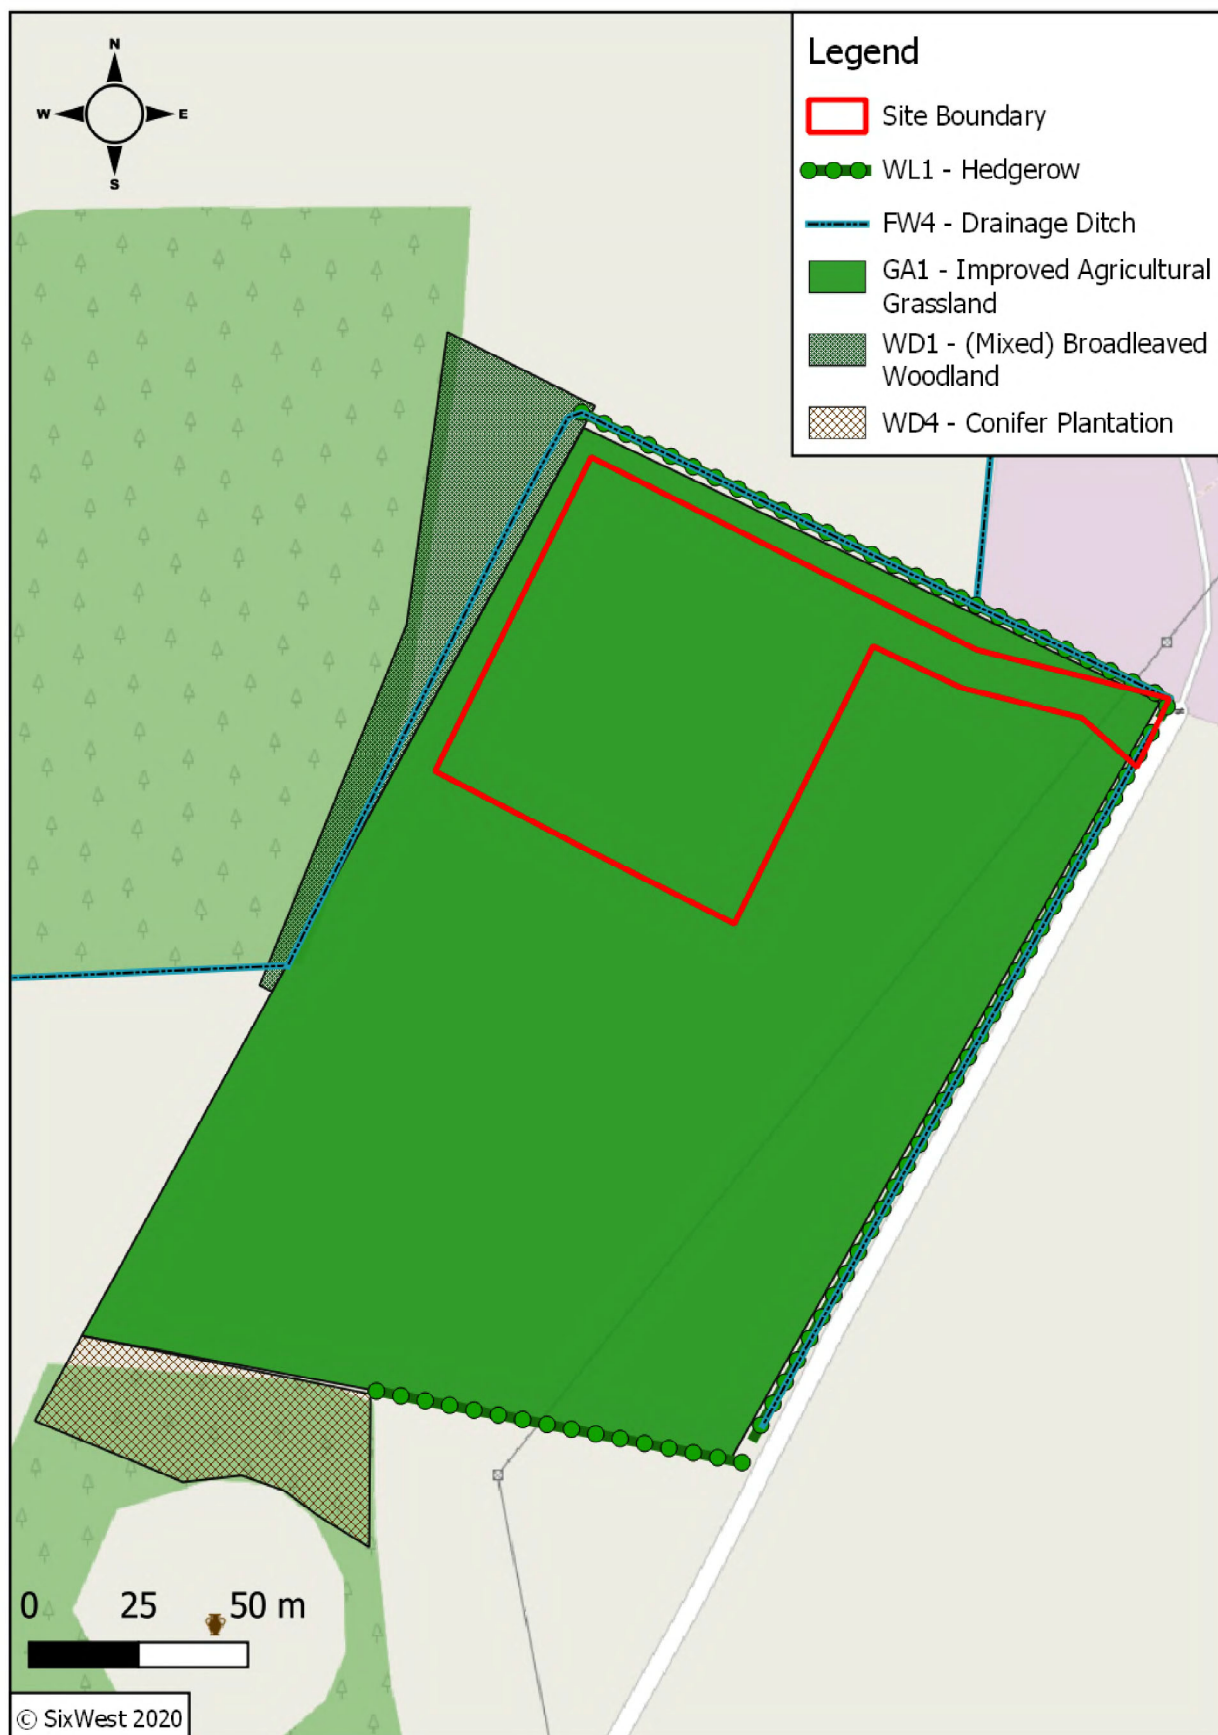 N
W E
S
Legend
Site Boundary
WL1 - Hedgerow
FW4 - Drainage Ditch
GA1 - Improved Agricultural
Grassland
WD1 - (Mixed) Broadleaved
Woodland
WD4 - Conifer Plantation
0 25 50 m
© SixWest 2020